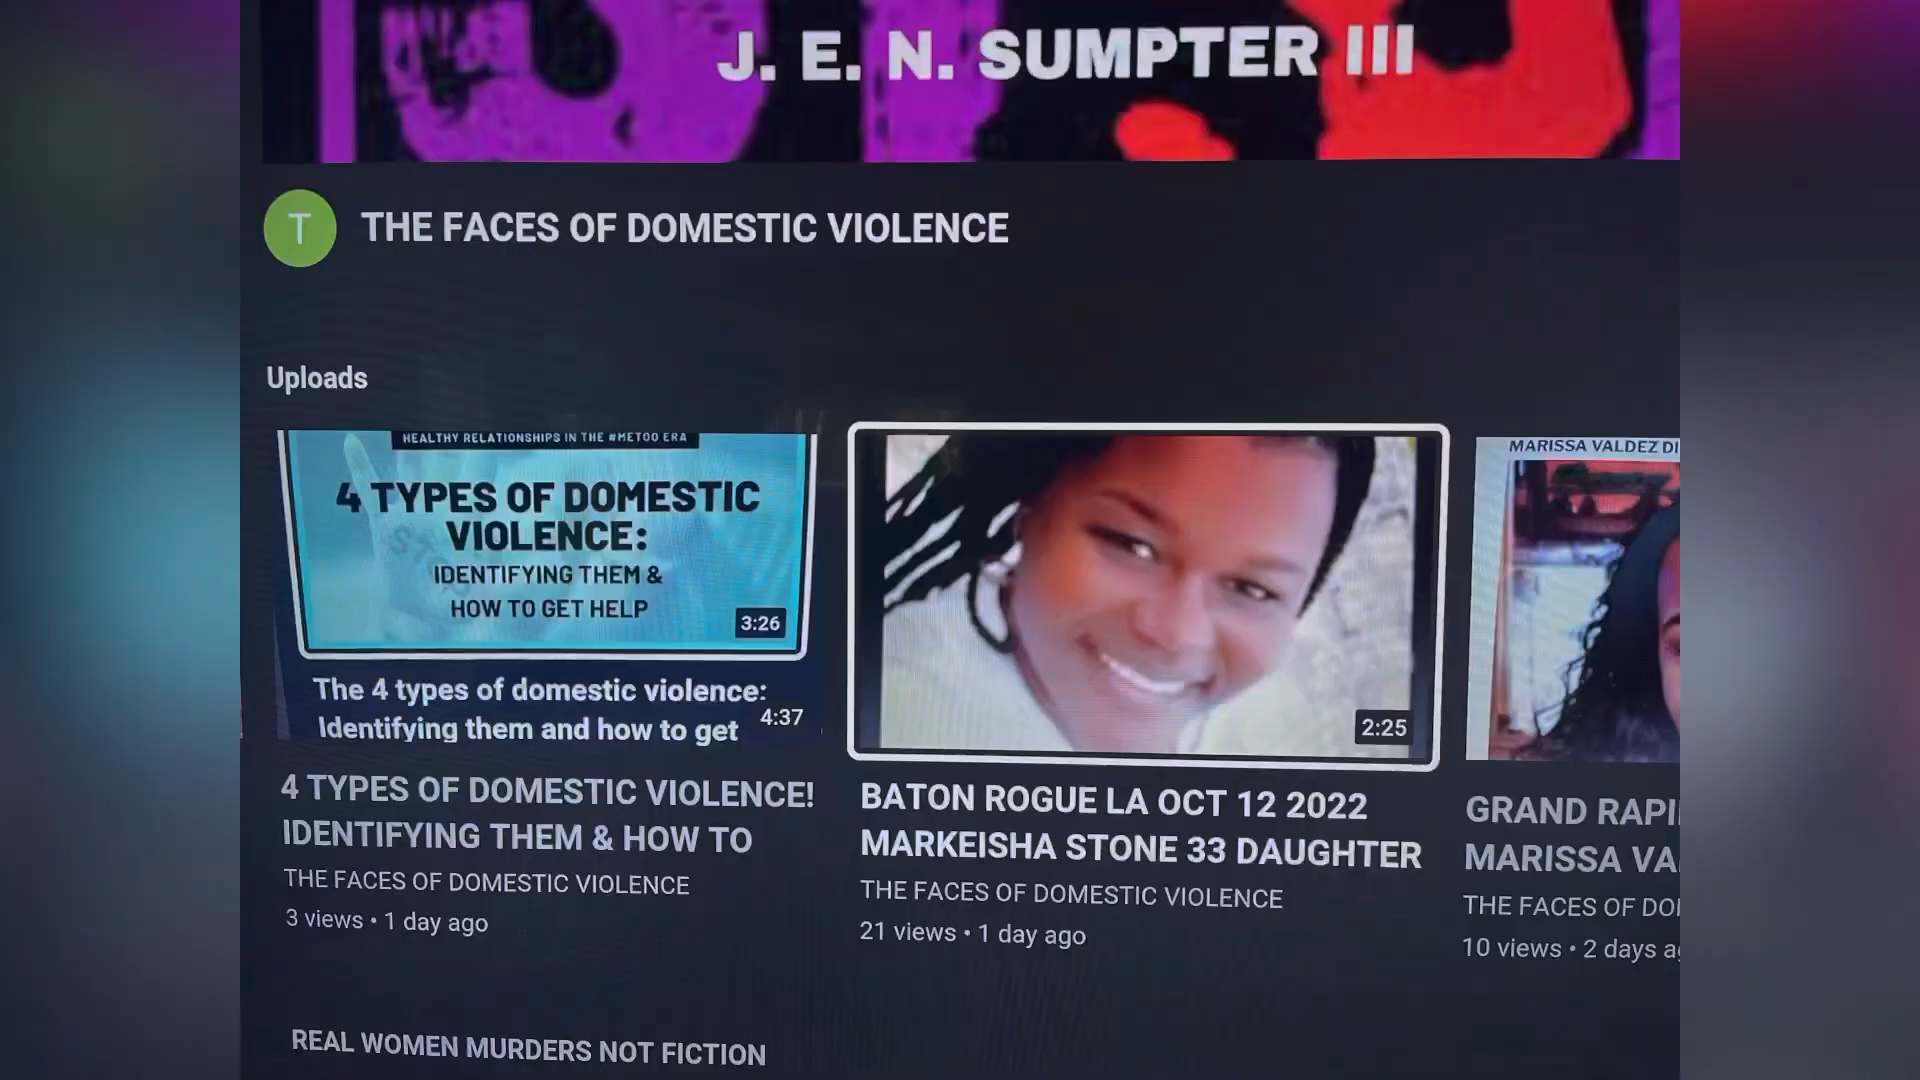 J. E. N. SUMPTER III
T
THE FACES OF DOMESTIC VIOLENCE
Uploads
HEALTHY RELATIONSHIPS IN THE #METOO ERA
4 TYPES OF DOMESTIC
VIOLENCE:
IDENTIFYING THEM &
HOW TO GET HELP
3:26
The 4 types of domestic violence:
Identifying them and how to get
4:37
4 TYPES OF DOMESTIC VIOLENCE!
IDENTIFYING THEM & HOW TO
THE FACES OF DOMESTIC VIOLENCE
3 views • 1 day ago
2:25
BATON ROGUE LA OCT 12 2022
MARKEISHA STONE 33 DAUGHTER
THE FACES OF DOMESTIC VIOLENCE
21 views • 1 day ago
MARISSA VALDEZ DI
GRAND RAPI
MARISSA VA
THE FACES OF DO
10 views • 2 days a
REAL WOMEN MURDERS NOT FICTION